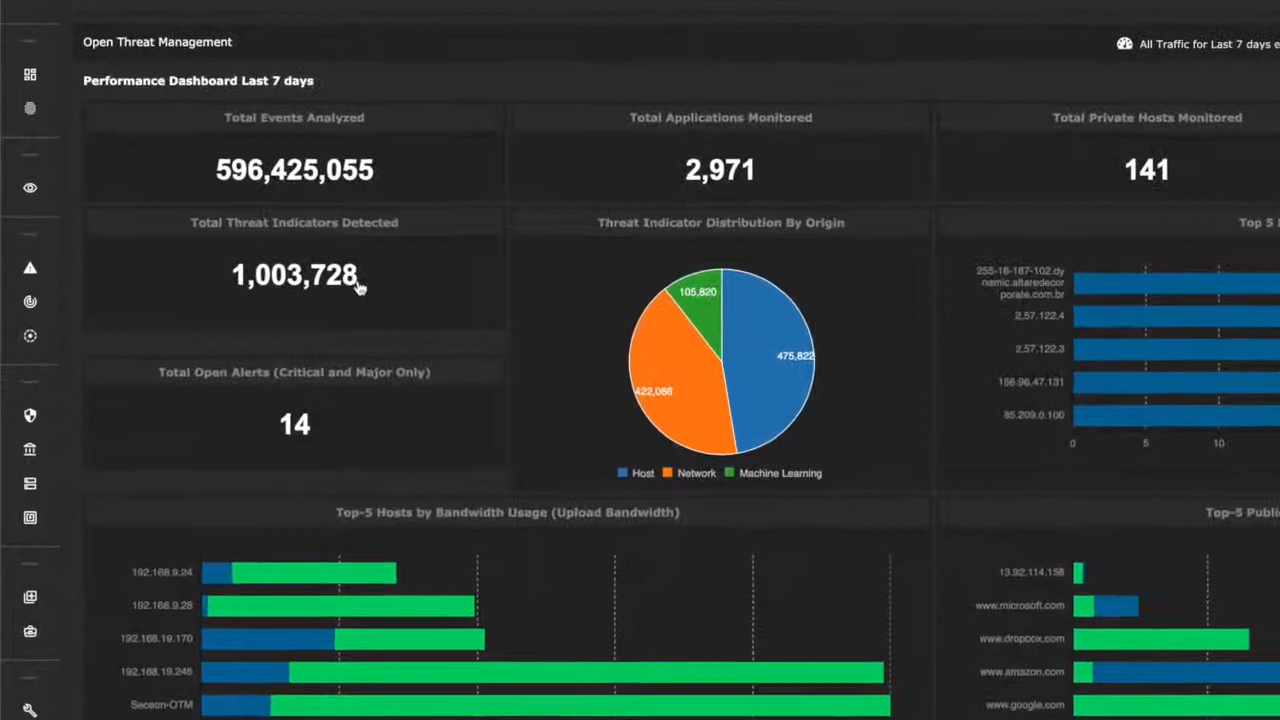 Open Threat Management
All Traffic for Last 7 days e
Performance Dashboard Last 7 days
Total Events Analyzed
596,425,055
Total Applications Monitored
2,971
Total Private Hosts Monitored
141
Total Threat Indicators Detected
1,003,728
Threat Indicator Distribution By Origin
105,820
475,822
422,086
Host
Network
Machine Learning
Top 5
255-16-187-102.dy
namic.altaredecor
porate.com.br
2.57.122.4
2.57.122.3
156.96.47.131
85.209.0.100
0
5
10
Total Open Alerts (Critical and Major Only)
14
Top-5 Hosts by Bandwidth Usage (Upload Bandwidth)
192.168.9.24
192.168.9.28
192.168.19.170
192.168.19.246
Seceon-OTM
Top-5 Publi
13.92.114.158
www.microsoft.com
www.dropbox.com
www.amazon.com
www.google.com